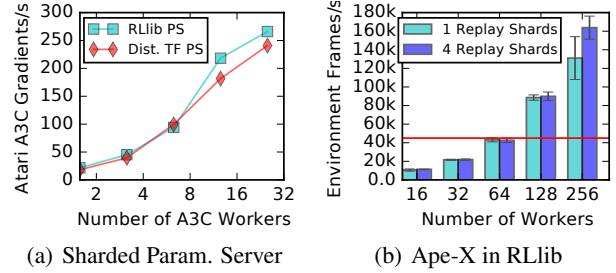 Atari A3C Gradients/s
300
250
200
150
100
50
0
RLlib PS
Dist. TF PS
2 4 8 16 32
Number of A3C Workers
(a) Sharded Param. Server
Environment Frames/s
180K
160K
140K
120K
100K
80K
60K
40K
20K
0.0
1 Replay Shards
4 Replay Shards
16 32 64 128 256
Number of Workers
(b) Ape-X in RLlib